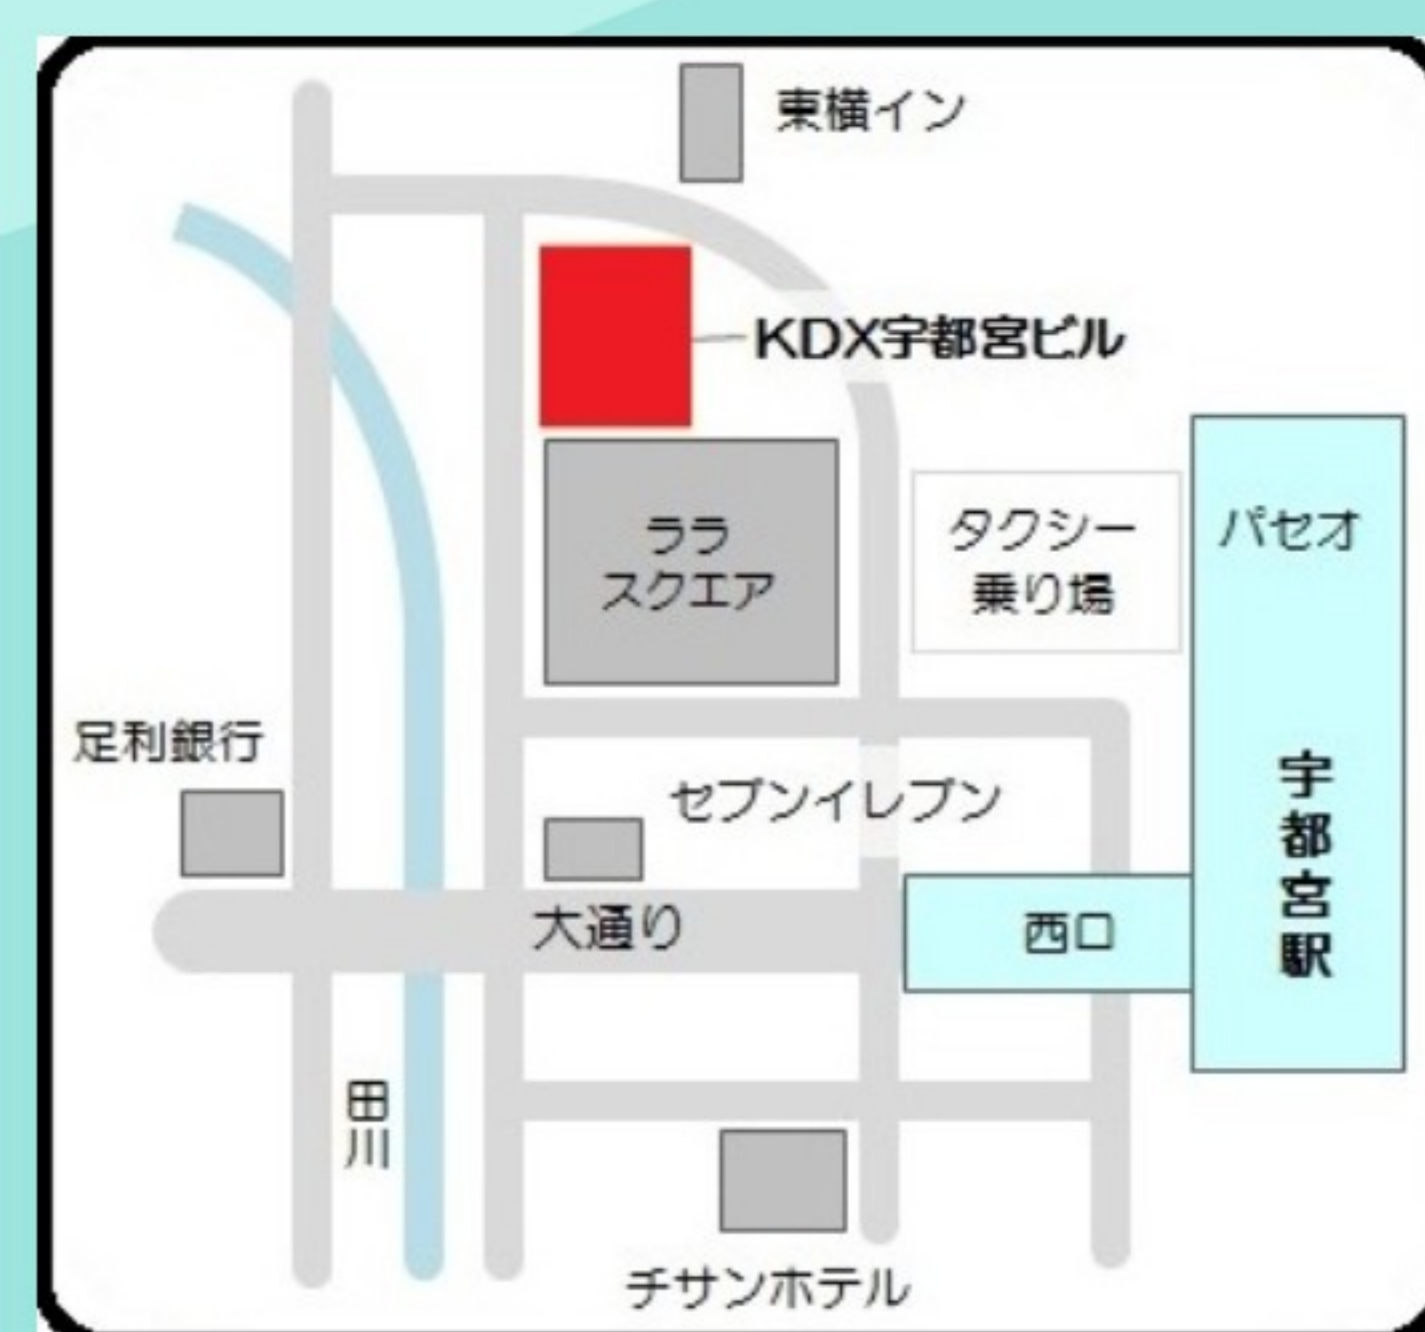 東横イン
KDX宇都宮ビル
ララ
スクエア
タクシー
乗り場
パセオ
足利銀行
セブンイレブン
宇都宮駅
大通り
西口
田川
チサンホテル